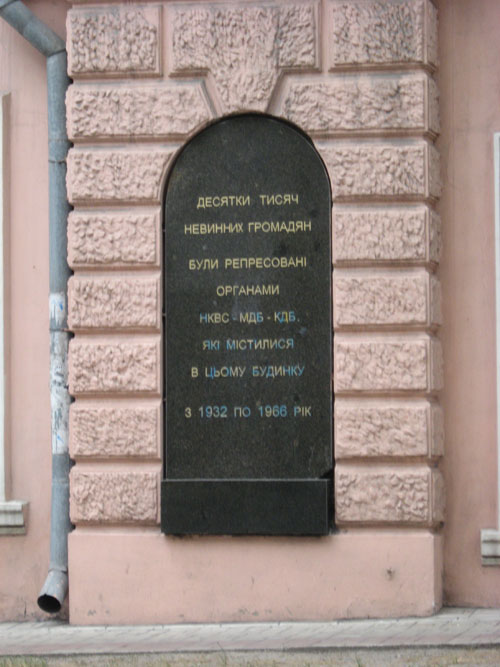 ДЕСЯТКИ ТИСЯЧ
НЕВИННИХ ГРОМАДЯН
БУЛИ РЕПРЕСОВАНІ
ОРГАНАМИ
НКВС - МДБ - КДБ,
ЯКІ МІСТИЛИСЯ
В ЦЬОМУ БУДИНКУ
З 1932 ПО 1966 РІК